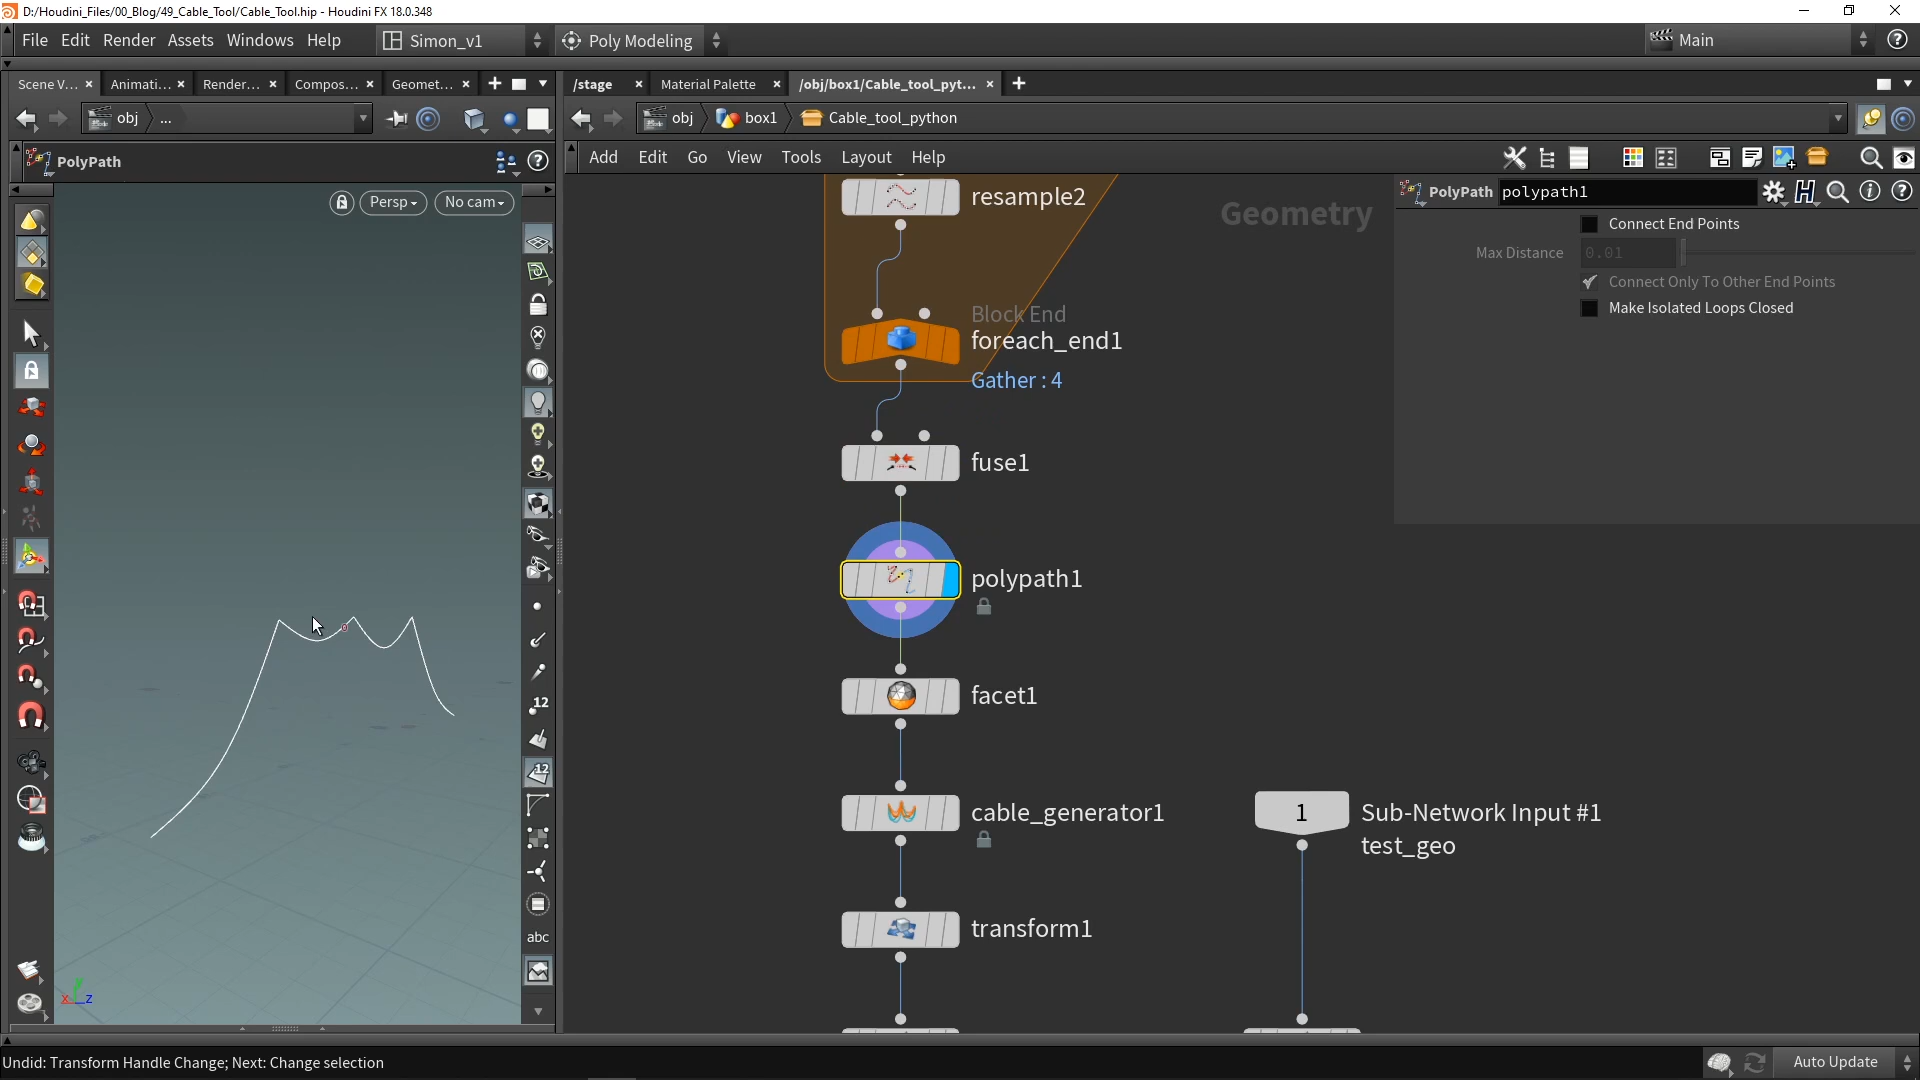 D:/Houdini_Files/00_Blog/49_Cable_Tool/Cable_Tool.hip - Houdini FX 18.0.348
File Edit Render Assets Windows Help
Simon_v1
Poly Modeling
Main
Scene V...
Animati...
Render...
Compos...
Geomet...
/stage
Material Palette
/obj/box1/Cable_tool_pyt...
obj
...
obj
box1
Cable_tool_python
PolyPath
Add Edit Go View Tools Layout Help
Persp
No cam
resample2
Geometry
PolyPath
polypath1
Connect End Points
Max Distance
0.01
Connect Only To Other End Points
Make Isolated Loops Closed
Block End
foreach_end1
Gather : 4
fuse1
polypath1
facet1
cable_generator1
transform1
1
Sub-Network Input #1
test_geo
12
12
abc
x
y
z
0
Undid: Transform Handle Change; Next: Change selection
Auto Update